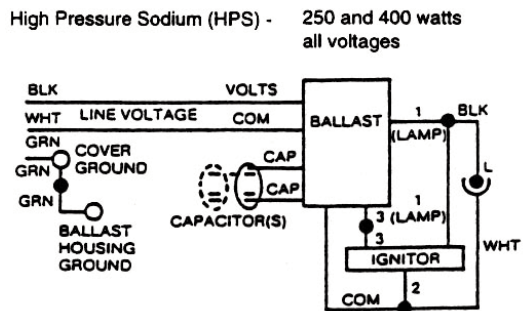 High Pressure Sodium (HPS) - 250 and 400 watts
all voltages
BLK VOLTS
LINE VOLTAGE
WHT COM
BALLAST
1 BLK
(LAMP)
GRN
COVER
GROUND
GRN
GRN
BALLAST
HOUSING
GROUND
CAP
CAP
CAPACITOR(S)
L
1
3 (LAMP)
3
IGNITOR
WHT
2
COM